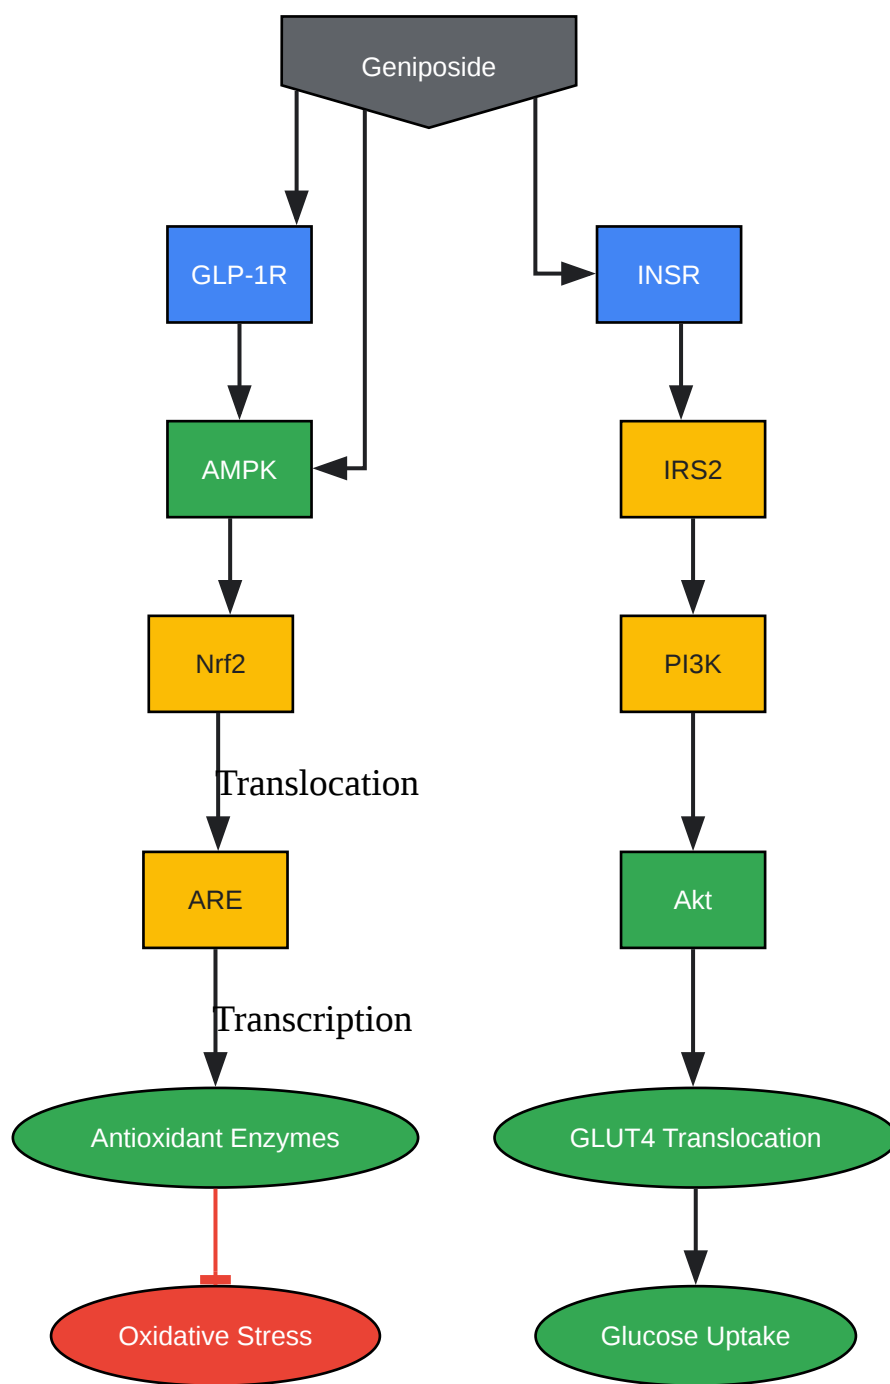 Geniposide
GLP-1R
INSR
AMPK
IRS2
Nrf2
PI3K
Translocation
ARE
Akt
Transcription
Antioxidant Enzymes
GLUT4 Translocation
Oxidative Stress
Glucose Uptake